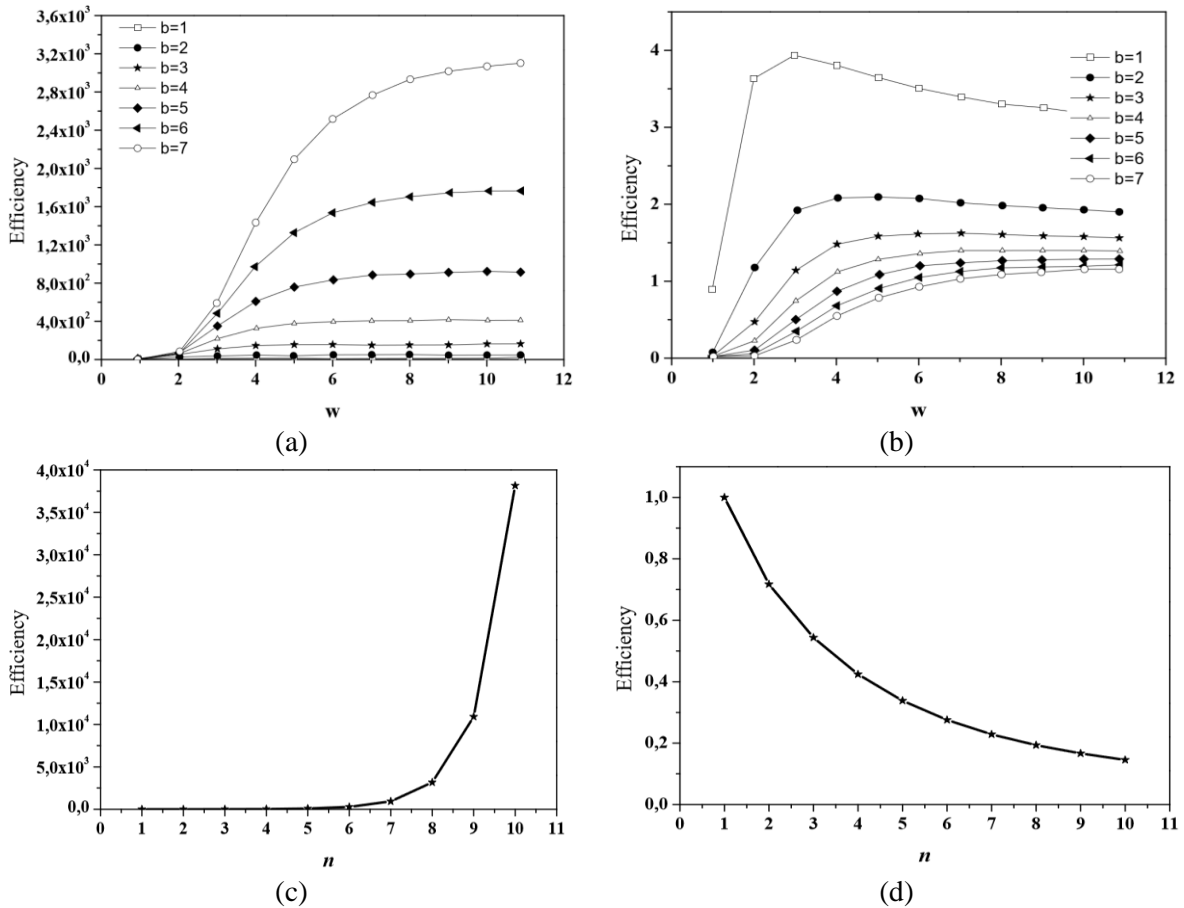 3,6x10³
3,2x10³
2,8x10³
2,4x10³
2,0x10³
1,6x10³
1,2x10³
8,0x10²
4,0x10²
0,0
Efficiency
b=1
b=2
b=3
b=4
b=5
b=6
b=7
0 2 4 6 8 10 12
w
(a)
4
3
2
1
0
Efficiency
b=1
b=2
b=3
b=4
b=5
b=6
b=7
0 2 4 6 8 10 12
w
(b)
4,0x10⁴
3,5x10⁴
3,0x10⁴
2,5x10⁴
2,0x10⁴
1,5x10⁴
1,0x10⁴
5,0x10³
0,0
Efficiency
0 1 2 3 4 5 6 7 8 9 10 11
n
(c)
1,0
0,8
0,6
0,4
0,2
0,0
Efficiency
0 1 2 3 4 5 6 7 8 9 10 11
n
(d)